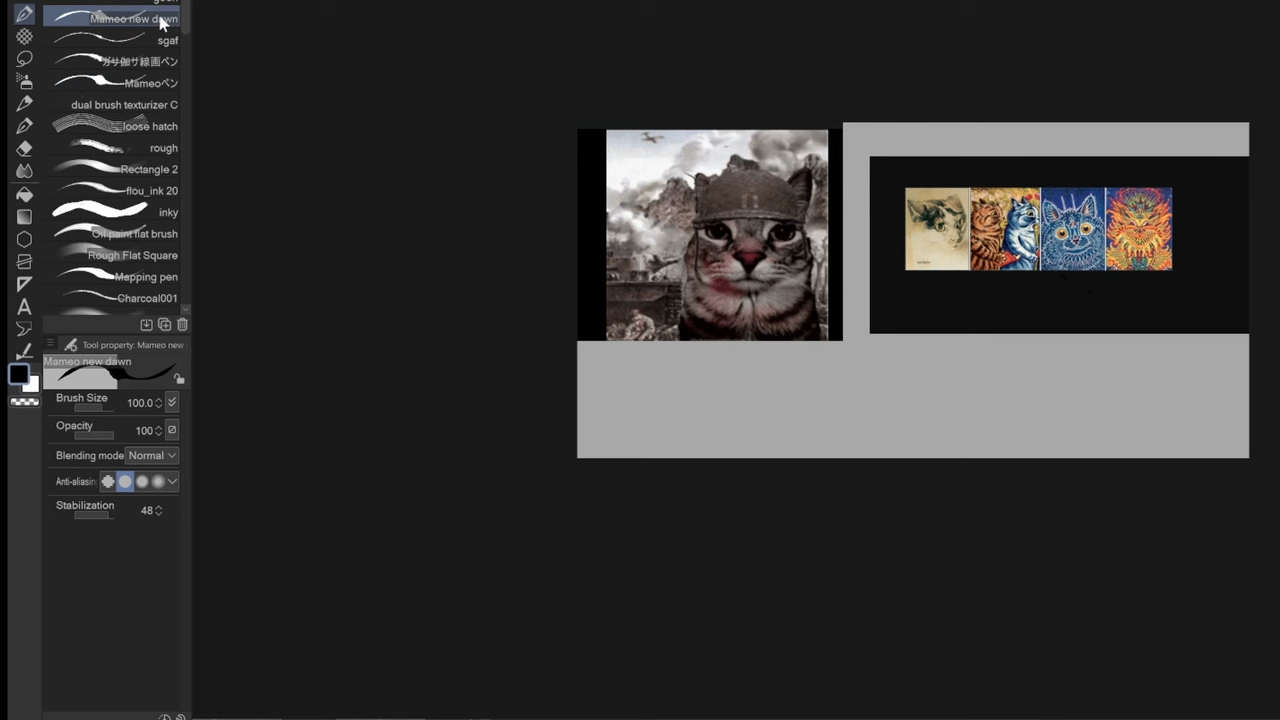 Mameo new dawn
sgaf
ガサ伽サ線画ペン
Mameoペン
dual brush texturizer C
loose hatch
rough
Rectangle 2
flou_ink 20
inky
Oil paint flat brush
Rough Flat Square
Mapping pen
Charcoal001
Tool property: Mameo new
Mameo new dawn
Brush Size 100.0
Opacity 100
Blending mode Normal
Anti-aliasin
Stabilization 48